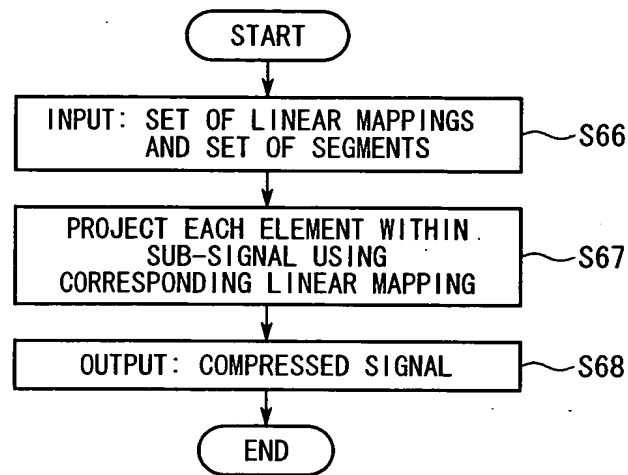 START
INPUT: SET OF LINEAR MAPPINGS
AND SET OF SEGMENTS
S66
PROJECT EACH ELEMENT WITHIN
SUB-SIGNAL USING
CORRESPONDING LINEAR MAPPING
S67
OUTPUT: COMPRESSED SIGNAL
S68
END